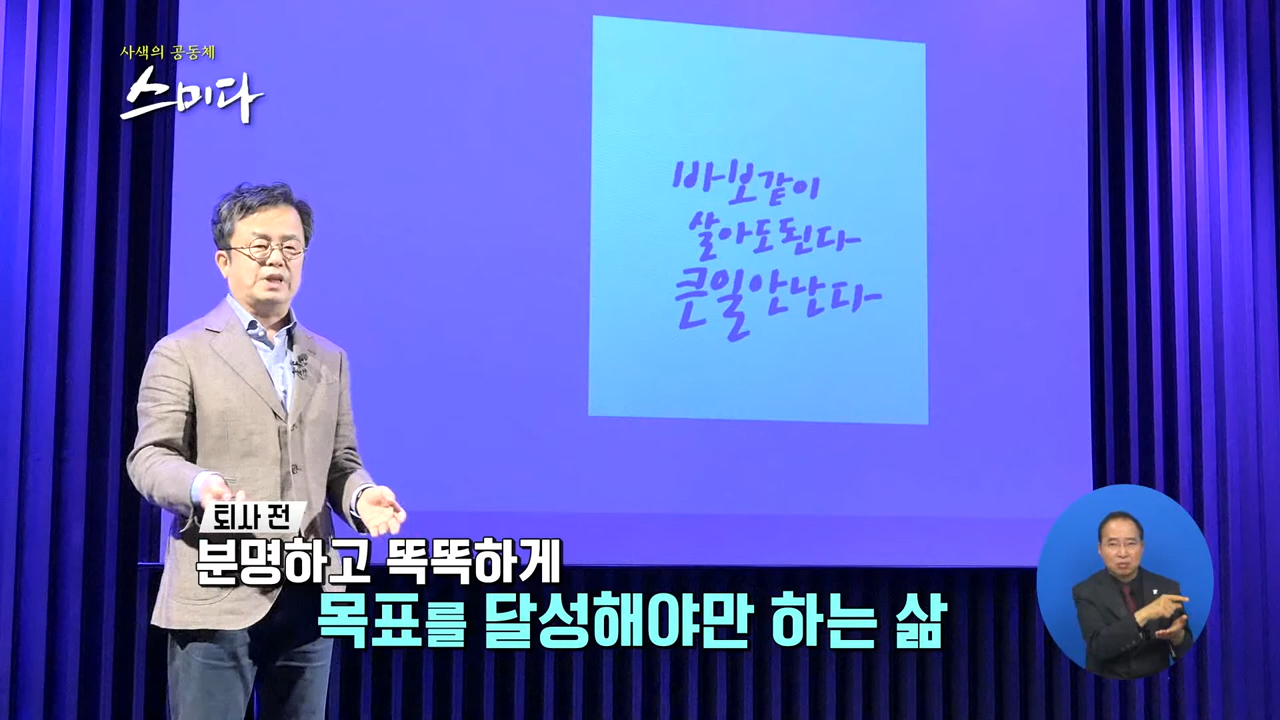 사색의 공동체
스미다
바보같이
살아도된다
큰일안난다
퇴사 전
분명하고 똑똑하게
목표를 달성해야만 하는 삶